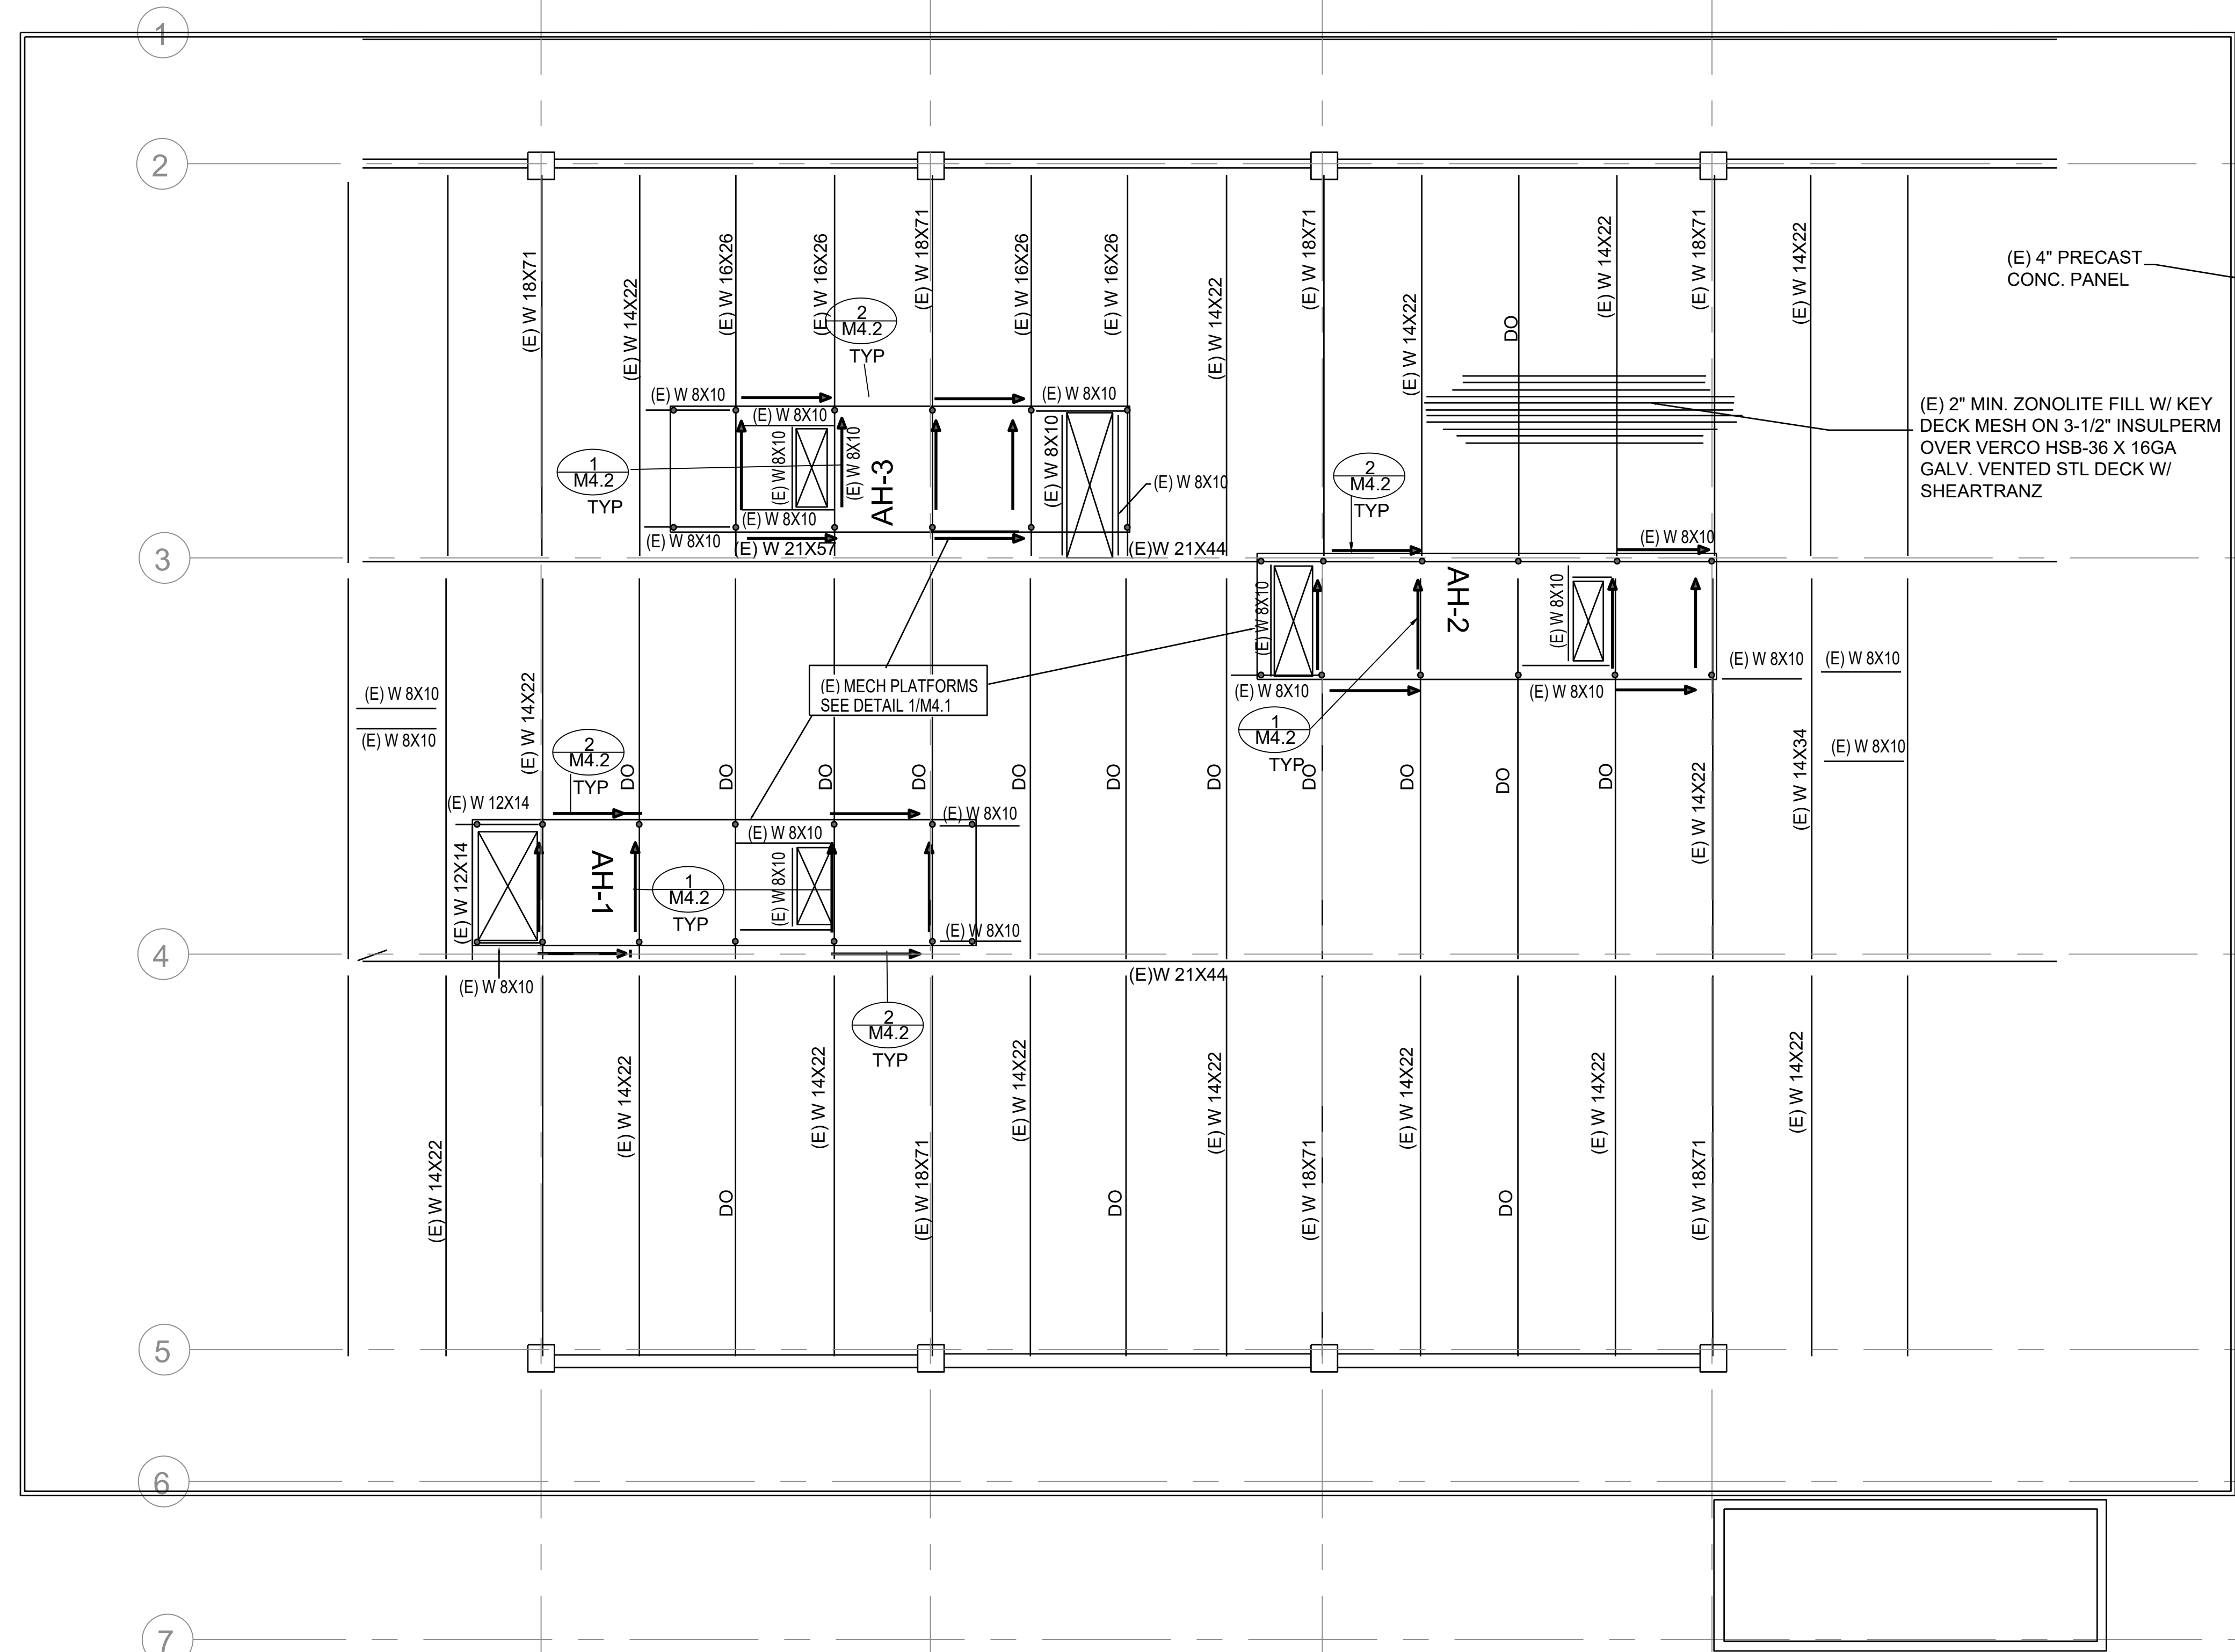 1
2
(E) W 18X71
(E) W 14X22
(E) W 16X26
(E) W 16X26
(E) W 18X71
(E) W 16X26
(E) W 16X26
(E) W 14X22
(E) W 18X71
(E) W 14X22
DO
(E) W 14X22
(E) W 18X71
(E) W 14X22
(E) 4" PRECAST
CONC. PANEL
2
M4.2
TYP
(E) W 8X10
(E) W 8X10
(E) W 8X10
(E) W 8X10
(E) W 8X10
AH-3
(E) W 8X10
(E) W 8X10
1
M4.2
TYP
(E) W 8X10
(E) W 8X10
(E) W 21X57
(E)W 21X44
(E) 2" MIN. ZONOLITE FILL W/ KEY
DECK MESH ON 3-1/2" INSULPERM
OVER VERCO HSB-36 X 16GA
GALV. VENTED STL DECK W/
SHEARTRANZ
2
M4.2
TYP
3
(E) W 8X10
(E) W 8X10
AH-2
(E) W 8X10
(E) W 8X10
(E) W 8X10
(E) W 8X10
(E) W 8X10
1
M4.2
TYP
(E) MECH PLATFORMS
SEE DETAIL 1/M4.1
(E) W 8X10
(E) W 8X10
(E) W 14X22
2
M4.2
TYP
DO
DO
DO
DO
DO
DO
DO
DO
DO
DO
DO
(E) W 14X22
(E) W 14X34
(E) W 8X10
(E) W 12X14
(E) W 8X10
(E) W 8X10
(E) W 12X14
AH-1
1
M4.2
TYP
(E) W 8X10
(E) W 8X10
4
(E) W 8X10
(E)W 21X44
2
M4.2
TYP
(E) W 14X22
(E) W 14X22
DO
(E) W 14X22
(E) W 18X71
(E) W 14X22
DO
(E) W 14X22
(E) W 18X71
(E) W 14X22
DO
(E) W 14X22
(E) W 18X71
(E) W 14X22
5
6
7